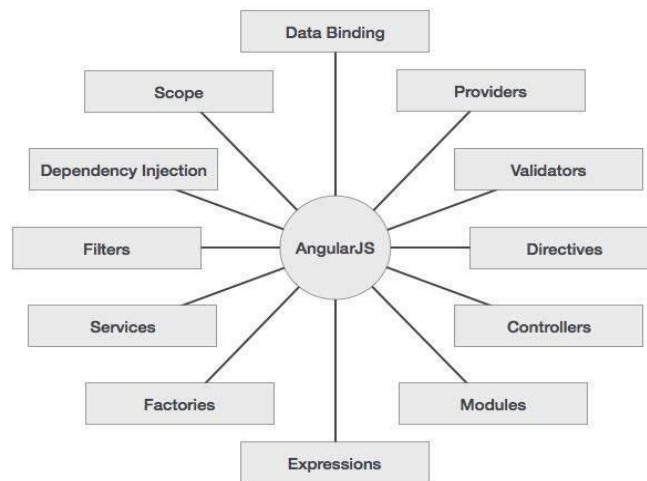 Data Binding
Scope
Providers
Dependency Injection
Validators
Filters
AngularJS
Directives
Services
Controllers
Factories
Modules
Expressions